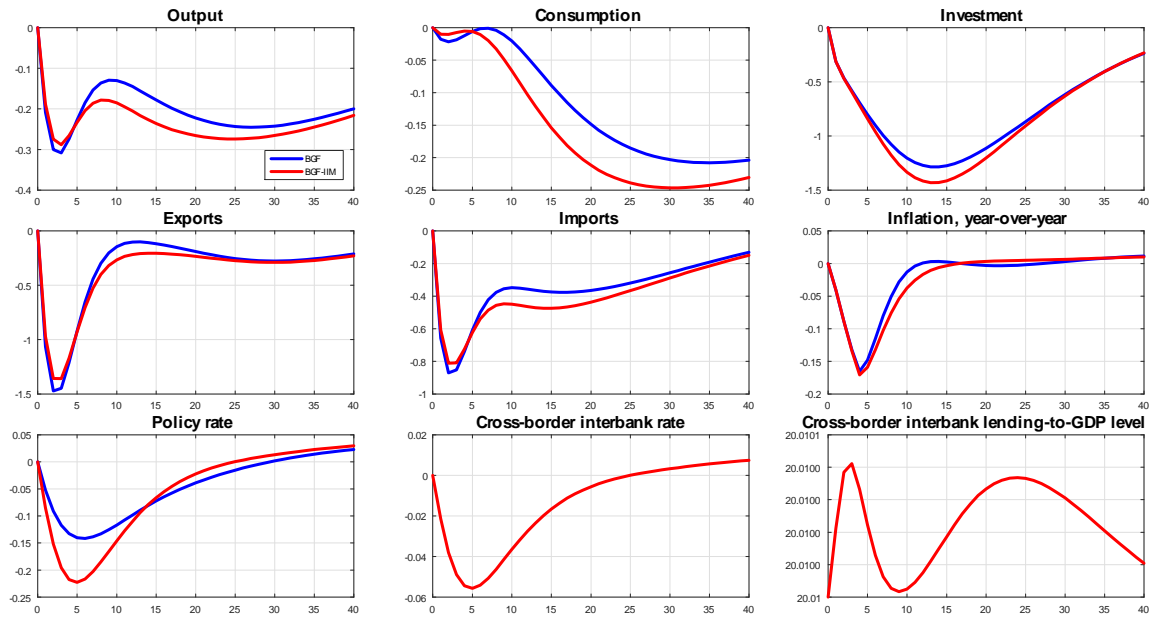 Output
Consumption
Investment
0
-0.1
-0.2
-0.3
-0.4
0 5 10 15 20 25 30 35 40
BGF
BGF-IIM
0
-0.05
-0.1
-0.15
-0.2
-0.25
0 5 10 15 20 25 30 35 40
0
-0.5
-1
-1.5
0 5 10 15 20 25 30 35 40
Exports
Imports
Inflation, year-over-year
0
-0.5
-1
-1.5
0 5 10 15 20 25 30 35 40
0
-0.2
-0.4
-0.6
-0.8
-1
0 5 10 15 20 25 30 35 40
0.05
0
-0.05
-0.1
-0.15
-0.2
0 5 10 15 20 25 30 35 40
Policy rate
Cross-border interbank rate
Cross-border interbank lending-to-GDP level
0.05
0
-0.05
-0.1
-0.15
-0.2
-0.25
0 5 10 15 20 25 30 35 40
0.02
0
-0.02
-0.04
-0.06
0 5 10 15 20 25 30 35 40
20.0101
20.0100
20.0100
20.0100
20.0100
20.01
0 5 10 15 20 25 30 35 40